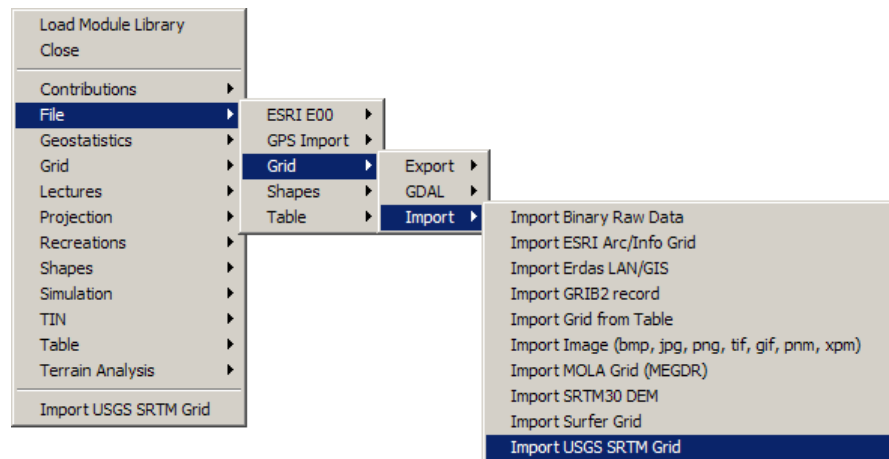 Load Module Library
Close
Contributions
File
Geostatistics
Grid
Lectures
Projection
Recreations
Shapes
Simulation
TIN
Table
Terrain Analysis
Import USGS SRTM Grid
ESRI E00
GPS Import
Grid
Shapes
Table
Export
GDAL
Import
Import Binary Raw Data
Import ESRI Arc/Info Grid
Import Erdas LAN/GIS
Import GRIB2 record
Import Grid from Table
Import Image (bmp, jpg, png, tif, gif, pnm, xpm)
Import MOLA Grid (MEGDR)
Import SRTM30 DEM
Import Surfer Grid
Import USGS SRTM Grid